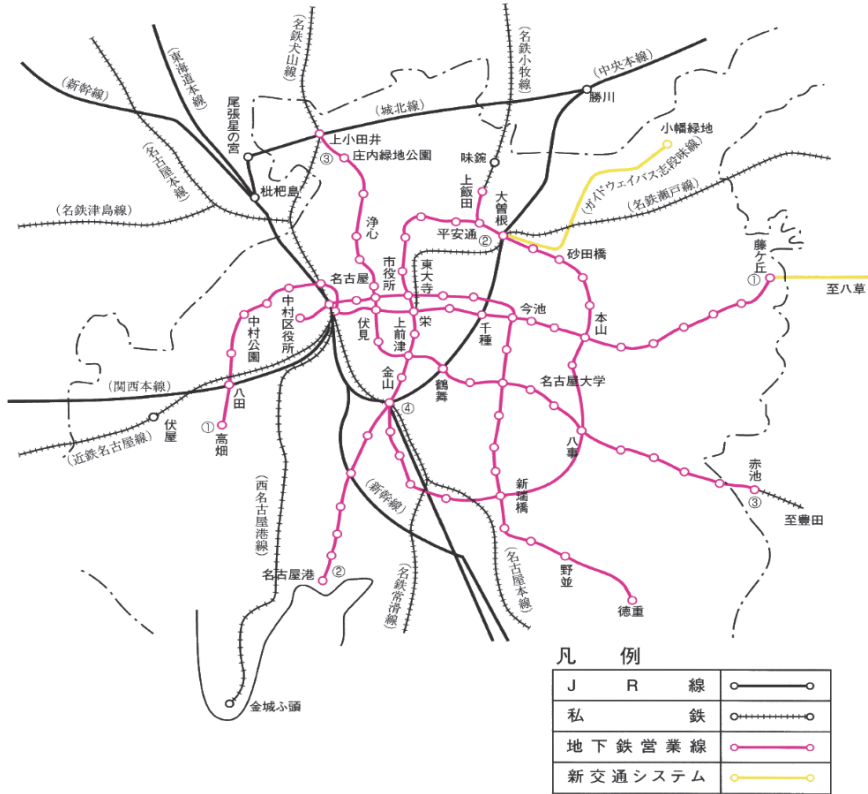 (名鉄犬山線)
(名鉄小牧線)
(中央本線)
(東海道本線)
(新幹線)
尾張星の宮
(城北線)
勝川
小幡緑地
上小田井
③
庄内緑地公園
味鋺
(ガイドウェイバス志段味線)
(名古屋本線)
枇杷島
上飯田
大曽根
(名鉄瀬戸線)
(名鉄津島線)
浄心
平安通
②
砂田橋
藤ケ丘
①
至八草
市役所
東大寺
名古屋
中村区役所
中村公園
伏見
上前津
栄
今池
千種
本山
金山
鶴舞
名古屋大学
(関西本線)
八田
④
①
高畑
伏屋
(近鉄名古屋線)
八事
赤池
③
至豊田
(西名古屋港線)
(新幹線)
新瑞橋
名古屋港
②
(名鉄常滑線)
(名古屋本線)
野並
徳重
金城ふ頭
凡 例
J R 線
私 鉄
地下鉄営業線
新交通システム